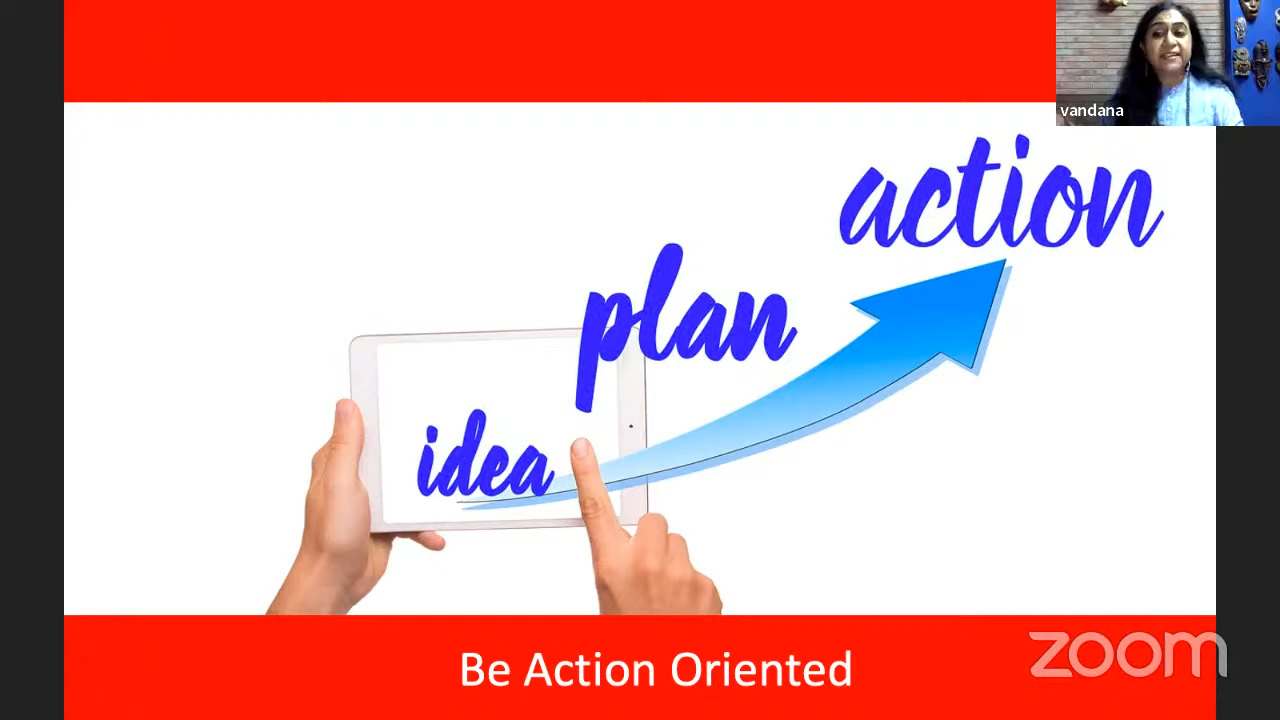 vandana
action
plan
idea
Be Action Oriented
zoom